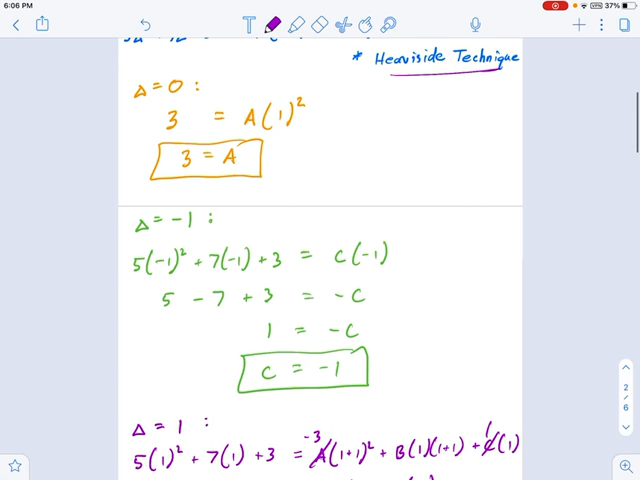 6:06 PM
VPN 37%
* Heaviside Technique
s = 0 :
3 = A(1)²
3 = A
s = -1 :
5(-1)² + 7(-1) + 3 = C(-1)
5 - 7 + 3 = -C
1 = -C
C = -1
s = 1 :
5(1)² + 7(1) + 3 = A(1+1)² + B(1)(1+1) + C(1)
2 / 6